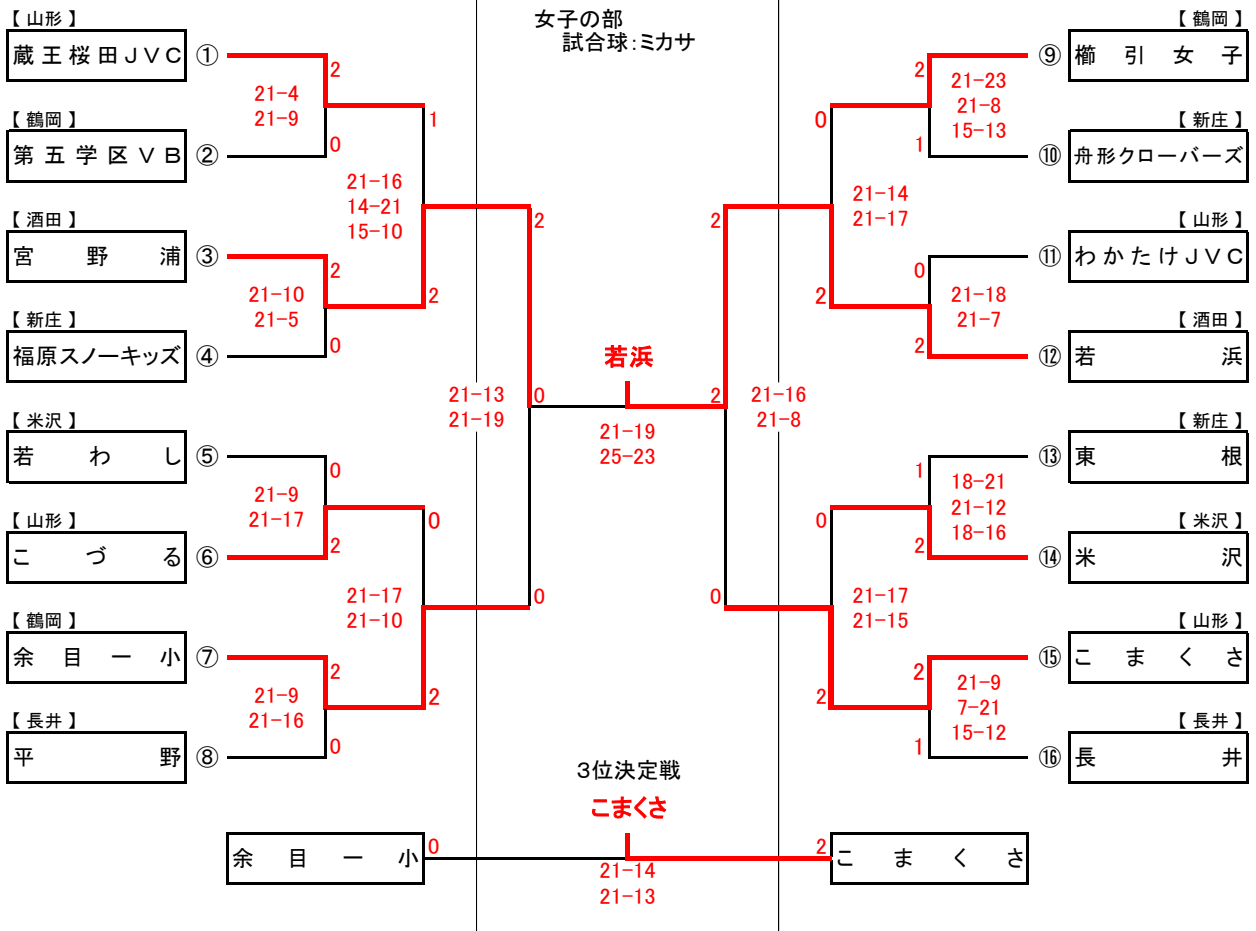 女子の部
試合球:ミカサ
【 山形 】
蔵王桜田JVC ①
2
21-4
21-9
【 鶴岡 】
第五学区VB ②
0
1
21-16
14-21
15-10
【 酒田 】
宮野浦 ③
2
21-10
21-5
2
【 新庄 】
福原スノーキッズ ④
0
2
21-13
21-19
0
【 米沢 】
若わし ⑤
0
21-9
21-17
【 山形 】
こづる ⑥
2
0
21-17
21-10
0
【 鶴岡 】
余目一小 ⑦
2
21-9
21-16
2
【 長井 】
平野 ⑧
0
若浜
21-19
25-23
【 鶴岡 】
⑨ 櫛引女子
2
21-23
21-8
15-13
【 新庄 】
⑩ 舟形クローバーズ
1
0
21-14
21-17
2
【 山形 】
⑪ わかたけJVC
0
21-18
21-7
2
【 酒田 】
⑫ 若浜
2
2
21-16
21-8
【 新庄 】
⑬ 東根
1
18-21
21-12
18-16
【 米沢 】
⑭ 米沢
2
0
21-17
21-15
0
【 山形 】
⑮ こまくさ
2
21-9
7-21
15-12
2
【 長井 】
⑯ 長井
1
3位決定戦
こまくさ
余目一小 0
2 こまくさ
21-14
21-13